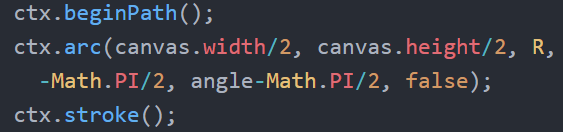 ctx.beginPath();
ctx.arc(canvas.width/2, canvas.height/2, R,
-Math.PI/2, angle-Math.PI/2, false);
ctx.stroke();